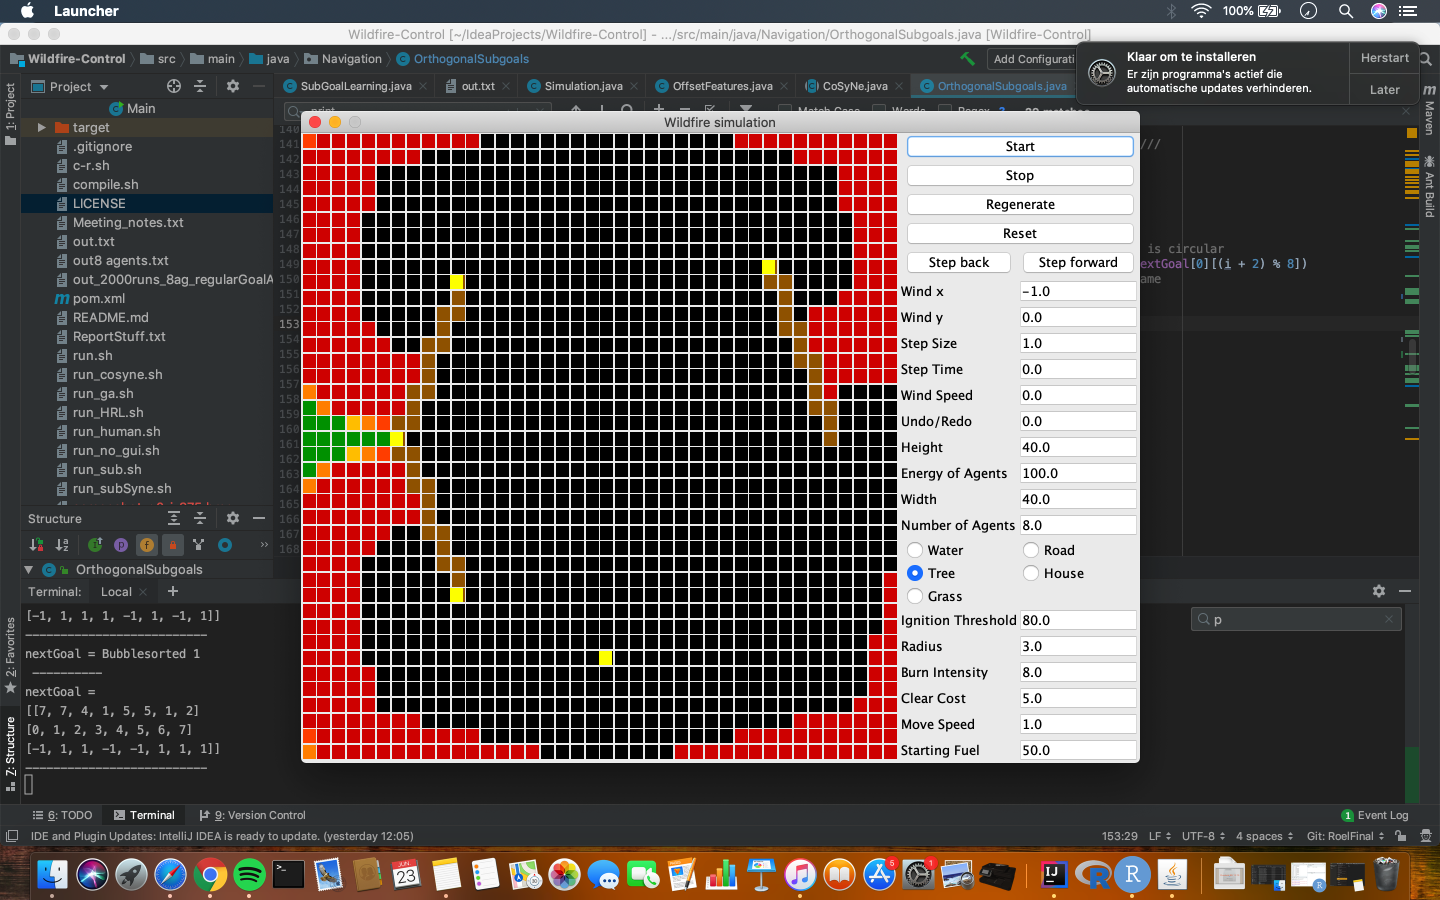 Launcher
100%
Wildfire-Control [~/IdeaProjects/Wildfire-Control] - .../src/main/java/Navigation/OrthogonalSubgoals.java [Wildfire-Control]
Wildfire-Control
src
main
java
Navigation
OrthogonalSubgoals
Add Configurati
Klaar om te installeren
Er zijn programma's actief die
automatische updates verhinderen.
Herstart
Later
Project
SubGoalLearning.java
out.txt
Simulation.java
OffsetFeatures.java
CoSyNe.java
OrthogonalSubgoals.java
1: Project
Maven
Ant Build
Main
target
.gitignore
c-r.sh
compile.sh
LICENSE
Meeting_notes.txt
out.txt
out8 agents.txt
out_2000runs_8ag_regularGoalA
pom.xml
README.md
ReportStuff.txt
run.sh
run_cosyne.sh
run_ga.sh
run_HRL.sh
run_human.sh
run_no_gui.sh
run_sub.sh
run_subSyne.sh
140
141
142
143
144
145
146
147
148
149
150
151
152
153
154
155
156
157
158
159
160
161
162
163
164
165
166
167
168
///
is circular
extGoal[0][(i + 2) % 8])
ame
Wildfire simulation
Start
Stop
Regenerate
Reset
Step back
Step forward
Wind x
-1.0
Wind y
0.0
Step Size
1.0
Step Time
0.0
Wind Speed
0.0
Undo/Redo
0.0
Height
40.0
Energy of Agents
100.0
Width
40.0
Number of Agents
8.0
Water
Road
Tree
House
Grass
Ignition Threshold
80.0
Radius
3.0
Burn Intensity
8.0
Clear Cost
5.0
Move Speed
1.0
Starting Fuel
50.0
Structure
OrthogonalSubgoals
Terminal:
Local
p
[-1, 1, 1, 1, -1, 1, -1, 1]]
--------------------------
nextGoal = Bubblesorted 1
----------
nextGoal =
[[7, 7, 4, 1, 5, 5, 1, 2]
[0, 1, 2, 3, 4, 5, 6, 7]
[-1, 1, 1, -1, -1, 1, 1, 1]]
--------------------------
2: Favorites
Z: Structure
6: TODO
Terminal
9: Version Control
1
Event Log
IDE and Plugin Updates: IntelliJ IDEA is ready to update. (yesterday 12:05)
153:29
LF
UTF-8
4 spaces
Git: RoelFinal
JUN
23
6
1
IJ
R
R